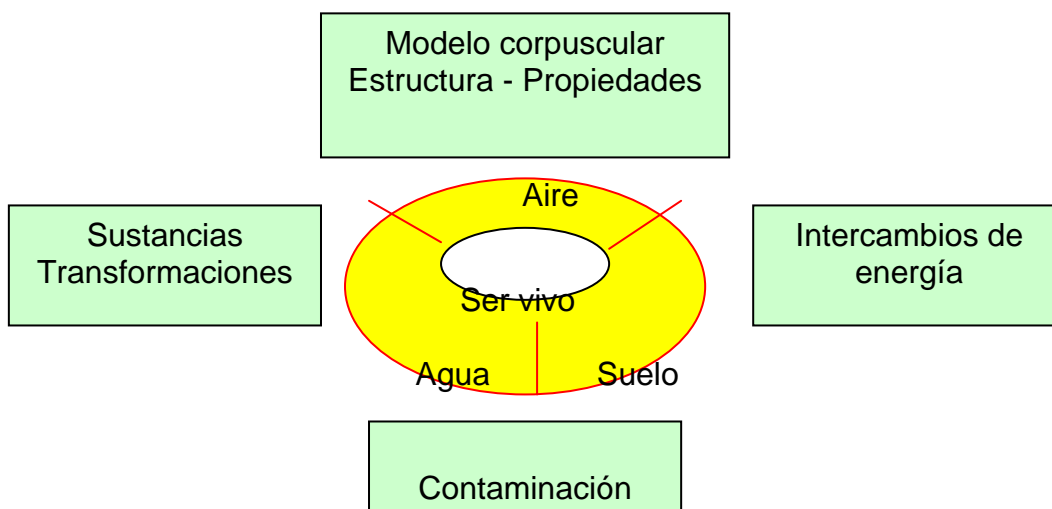 Modelo corpuscular
Estructura - Propiedades
Aire
Sustancias
Transformaciones
Intercambios de
energía
Ser vivo
Agua
Suelo
Contaminación